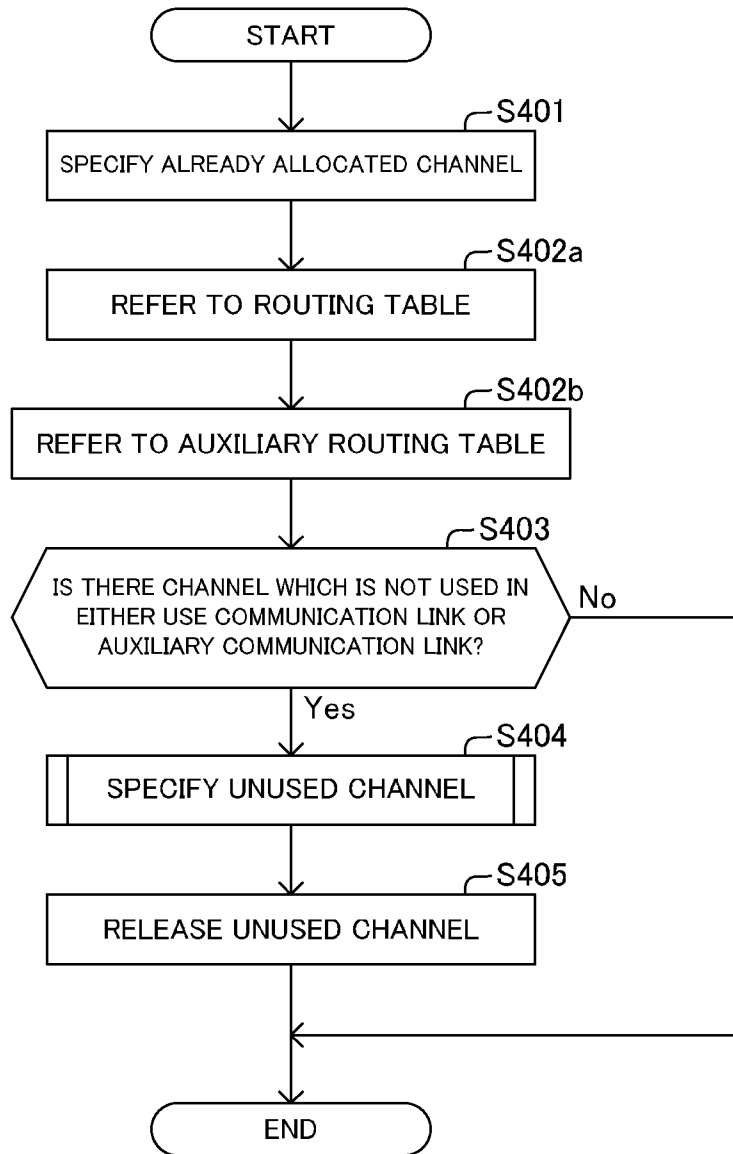 START
S401
SPECIFY ALREADY ALLOCATED CHANNEL
S402a
REFER TO ROUTING TABLE
S402b
REFER TO AUXILIARY ROUTING TABLE
S403
IS THERE CHANNEL WHICH IS NOT USED IN
EITHER USE COMMUNICATION LINK OR
AUXILIARY COMMUNICATION LINK?
No
Yes
S404
SPECIFY UNUSED CHANNEL
S405
RELEASE UNUSED CHANNEL
END